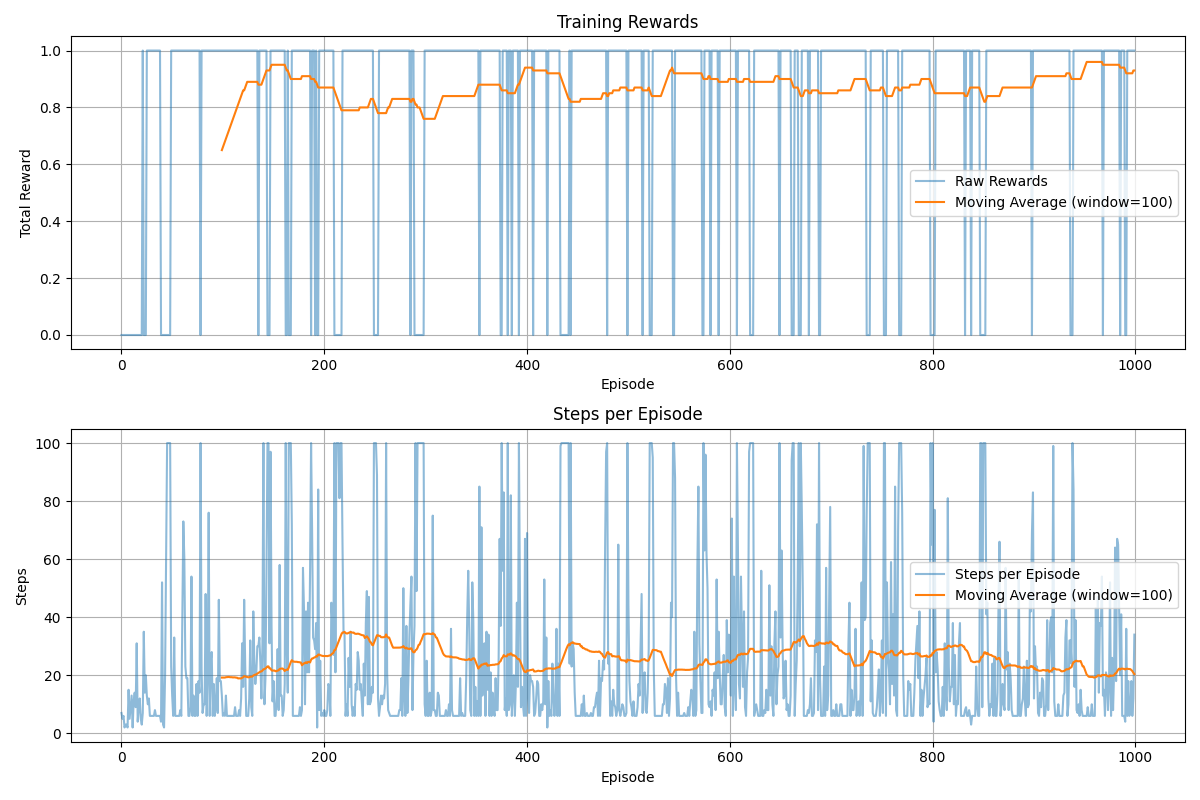 Training Rewards
1.0
0.8
0.6
0.4
0.2
0.0
Total Reward
Raw Rewards
Moving Average (window=100)
0 200 400 600 800 1000
Episode
Steps per Episode
100
80
60
40
20
0
Steps
Steps per Episode
Moving Average (window=100)
0 200 400 600 800 1000
Episode